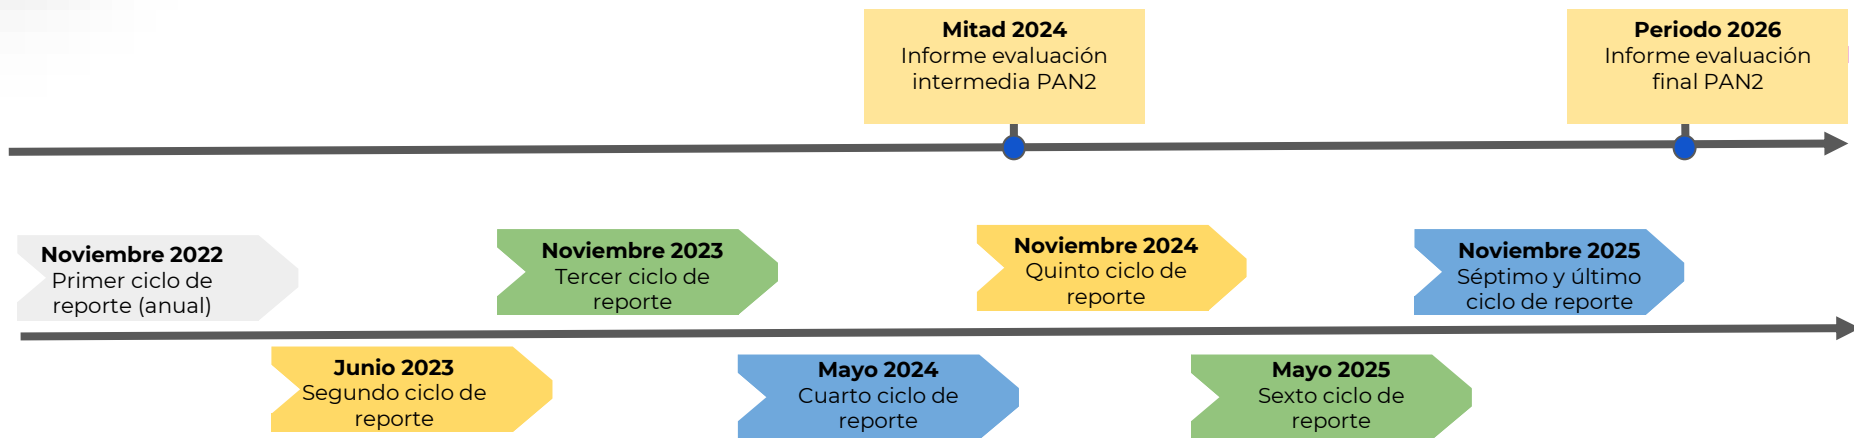 Mitad 2024
Informe evaluación
intermedia PAN2
Periodo 2026
Informe evaluación
final PAN2
Noviembre 2022
Primer ciclo de
reporte (anual)
Noviembre 2023
Tercer ciclo de
reporte
Noviembre 2024
Quinto ciclo de
reporte
Noviembre 2025
Séptimo y último
ciclo de reporte
Junio 2023
Segundo ciclo de
reporte
Mayo 2024
Cuarto ciclo de
reporte
Mayo 2025
Sexto ciclo de
reporte